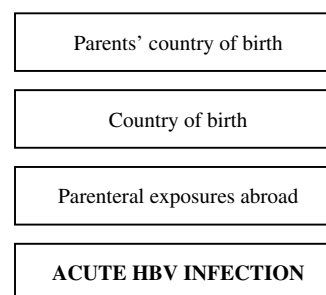 Parents’ country of birth
Country of birth
Parenteral exposures abroad
ACUTE HBV INFECTION